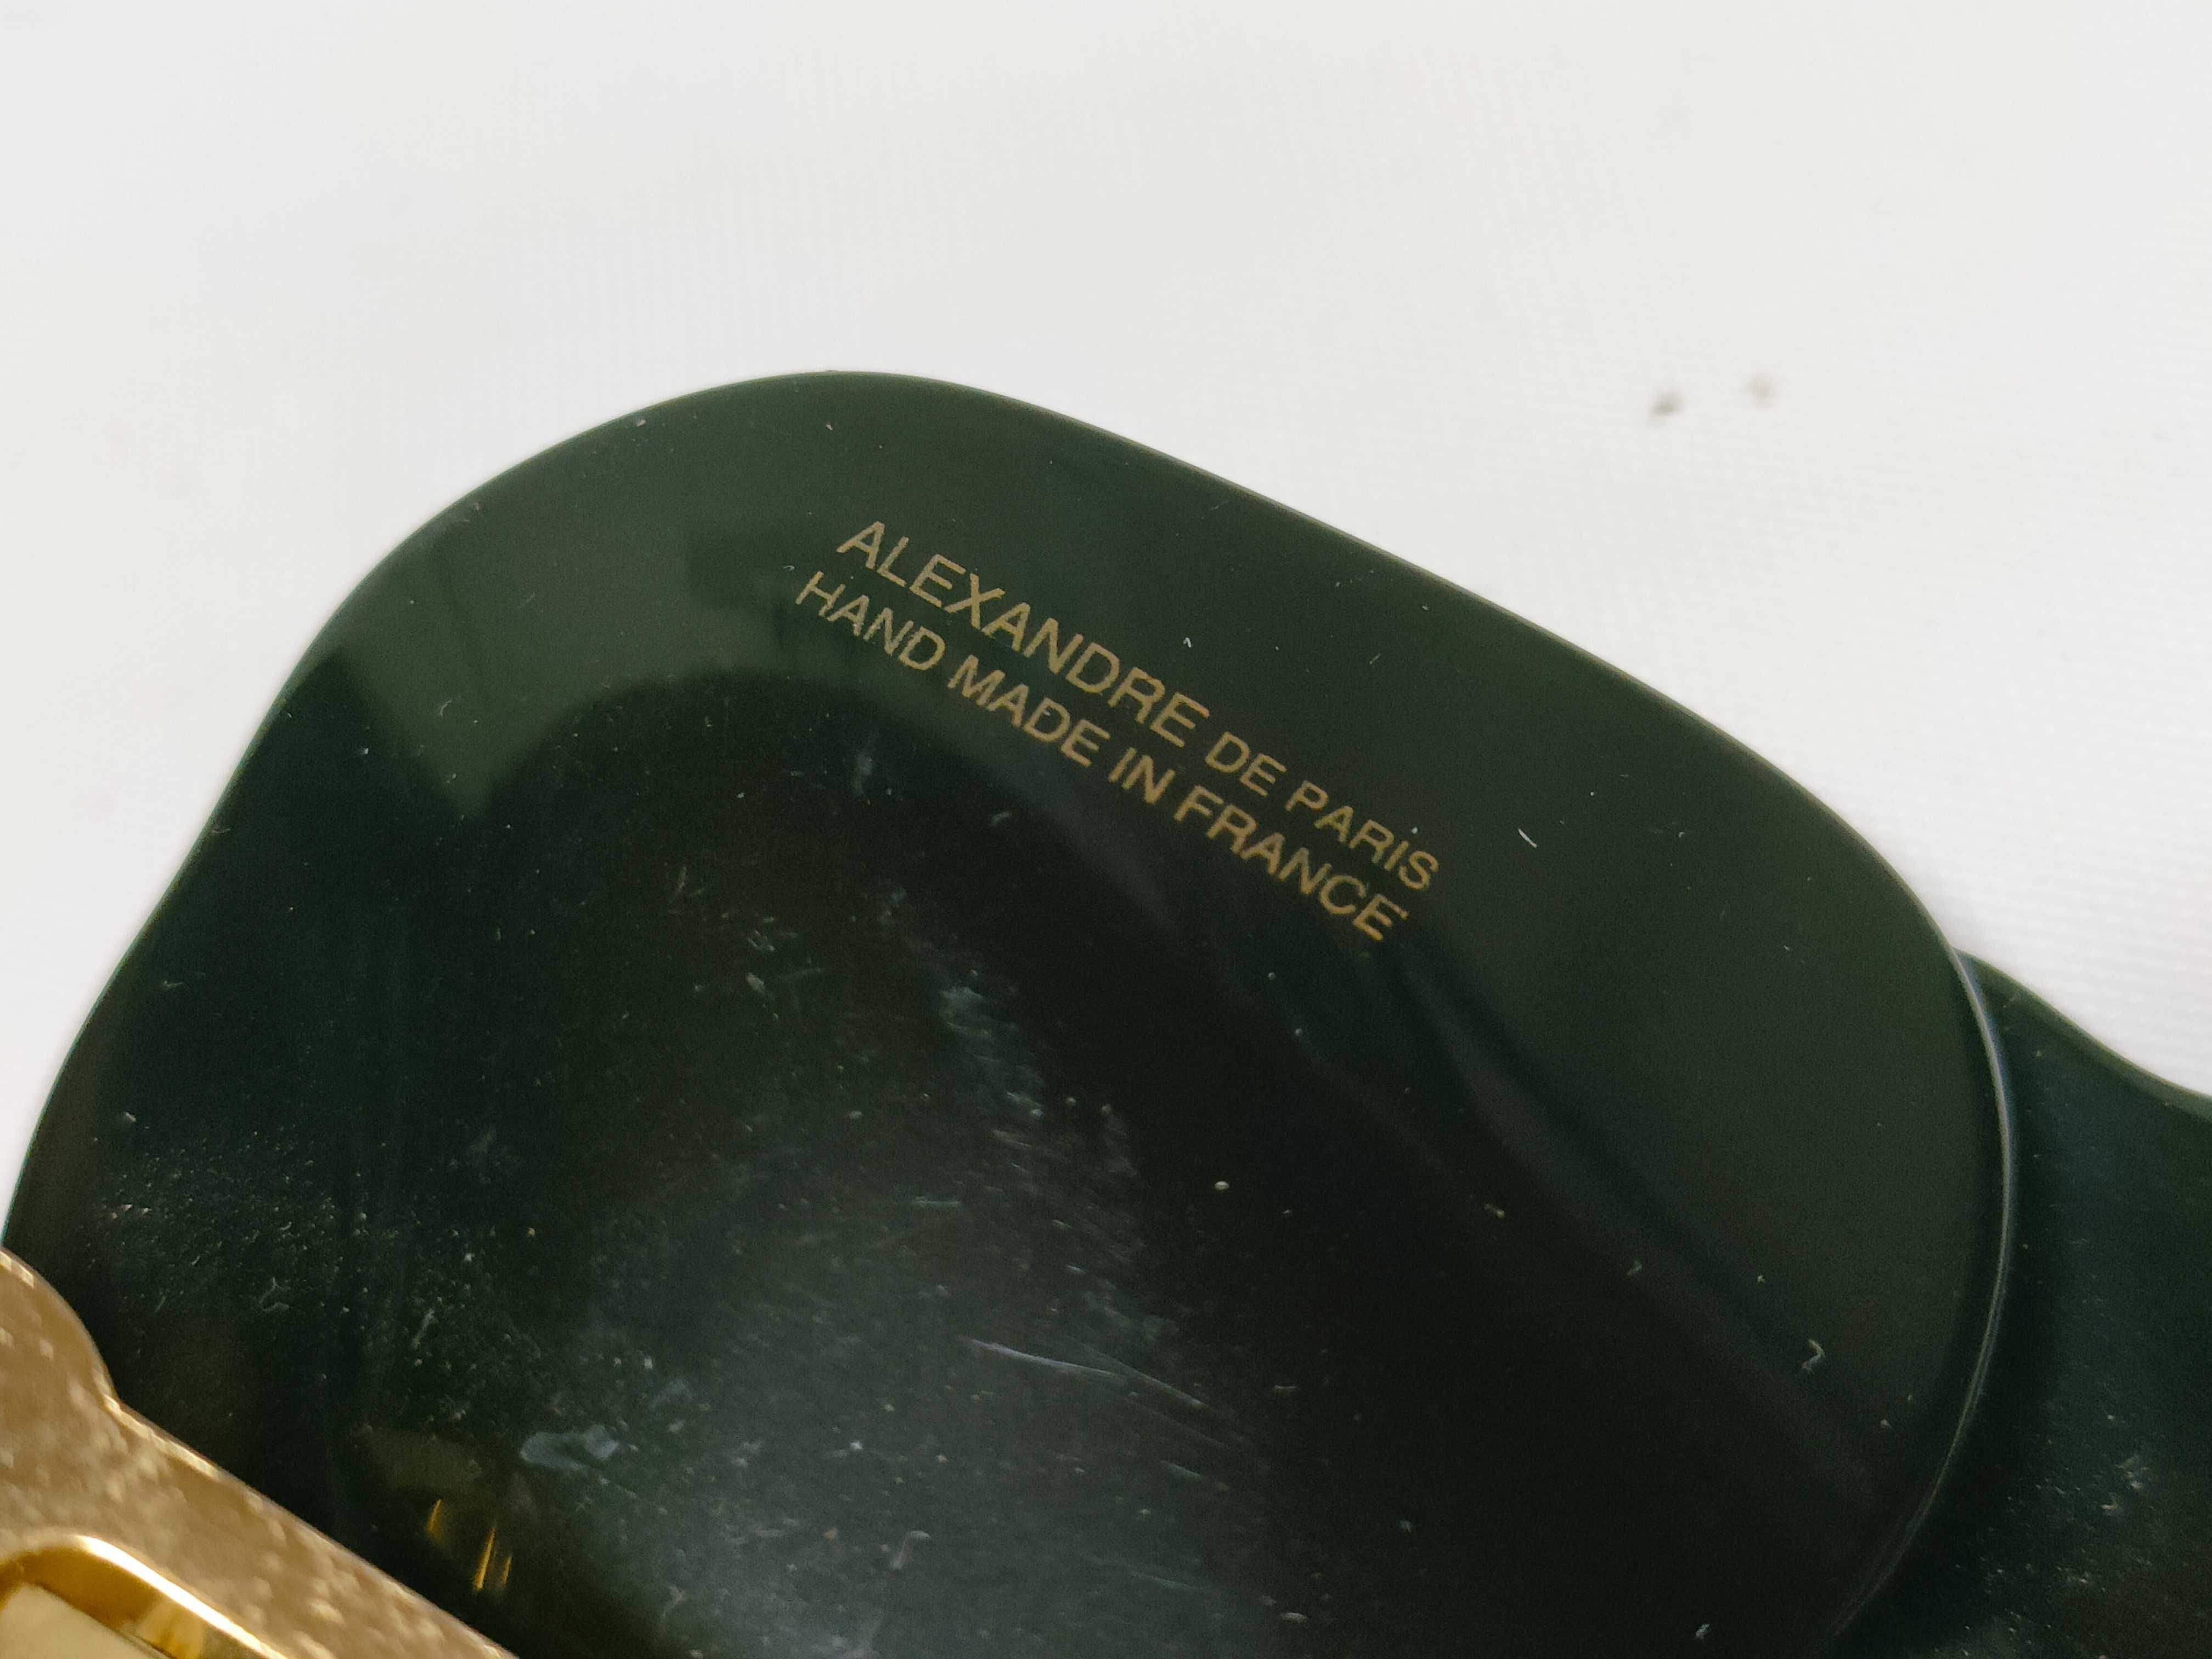 ALEXANDRE DE PARIS
HAND MADE IN FRANCE